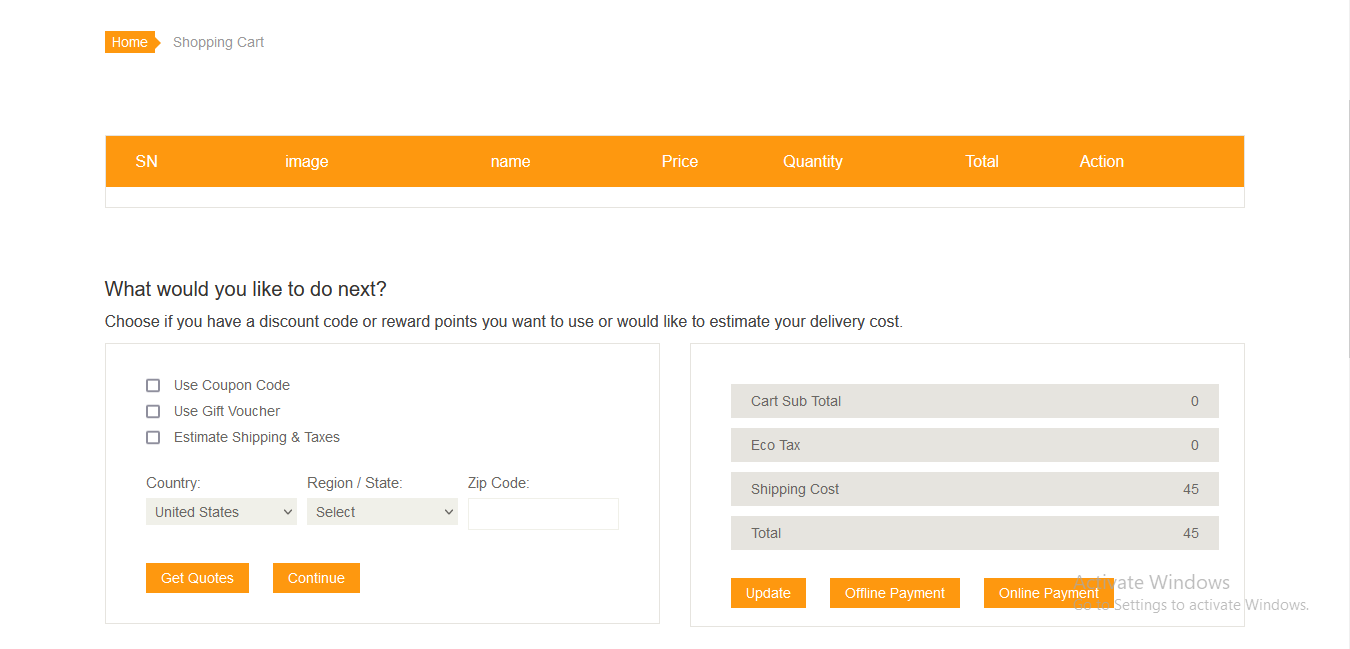 Home Shopping Cart
SN image name Price Quantity Total Action
What would you like to do next?
Choose if you have a discount code or reward points you want to use or would like to estimate your delivery cost.
Use Coupon Code
Use Gift Voucher
Estimate Shipping & Taxes
Country: Region / State: Zip Code:
United States Select
Get Quotes Continue
Cart Sub Total 0
Eco Tax 0
Shipping Cost 45
Total 45
Update Offline Payment Online Payment
Activate Windows
Go to Settings to activate Windows.